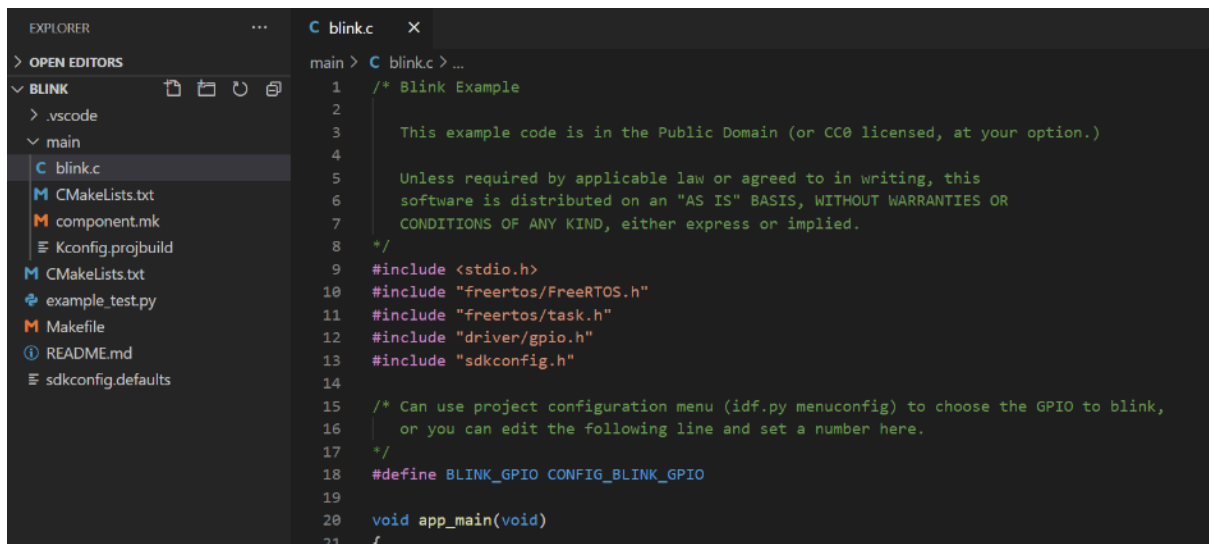 EXPLORER ...
> OPEN EDITORS
BLINK
> .vscode
main
C blink.c
M CMakeLists.txt
M component.mk
Kconfig.projbuild
M CMakeLists.txt
example_test.py
M Makefile
README.md
sdkconfig.defaults
C blink.c ×
main > C blink.c > ...
1 /* Blink Example
2
3 This example code is in the Public Domain (or CC0 licensed, at your option.)
4
5 Unless required by applicable law or agreed to in writing, this
6 software is distributed on an "AS IS" BASIS, WITHOUT WARRANTIES OR
7 CONDITIONS OF ANY KIND, either express or implied.
8 */
9 #include <stdio.h>
10 #include "freertos/FreeRTOS.h"
11 #include "freertos/task.h"
12 #include "driver/gpio.h"
13 #include "sdkconfig.h"
14
15 /* Can use project configuration menu (idf.py menuconfig) to choose the GPIO to blink,
16 or you can edit the following line and set a number here.
17 */
18 #define BLINK_GPIO CONFIG_BLINK_GPIO
19
20 void app_main(void)
21 {